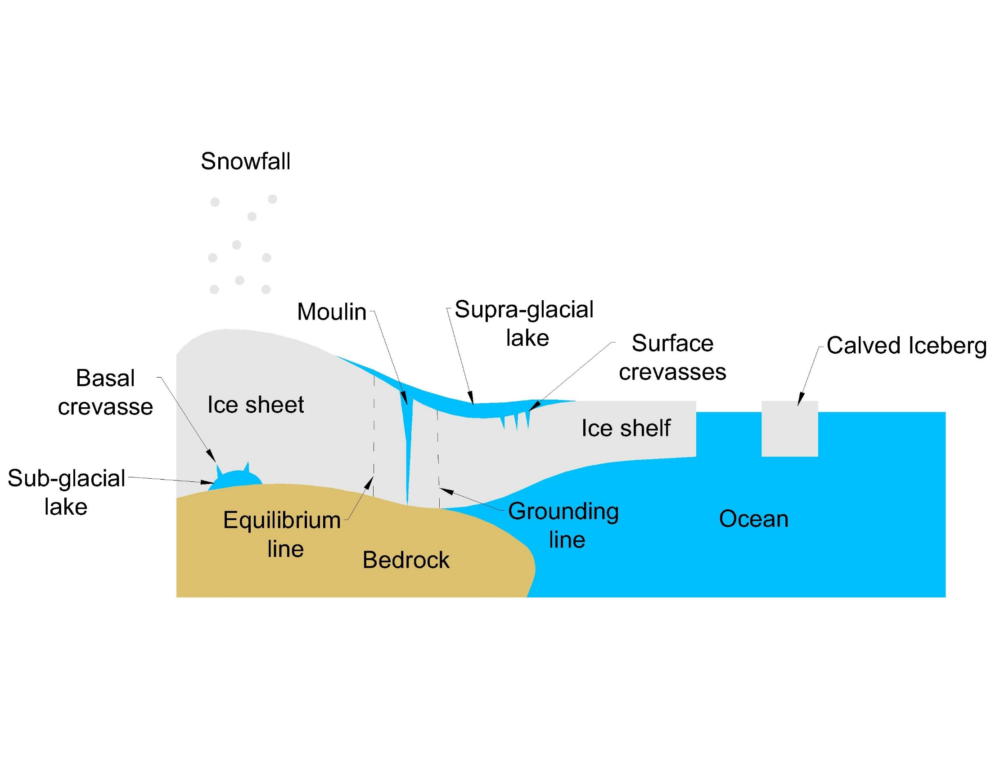 Snowfall
Moulin
Supra-glacial
lake
Surface
crevasses
Calved Iceberg
Basal
crevasse
Ice sheet
Ice shelf
Sub-glacial
lake
Equilibrium
line
Grounding
line
Ocean
Bedrock